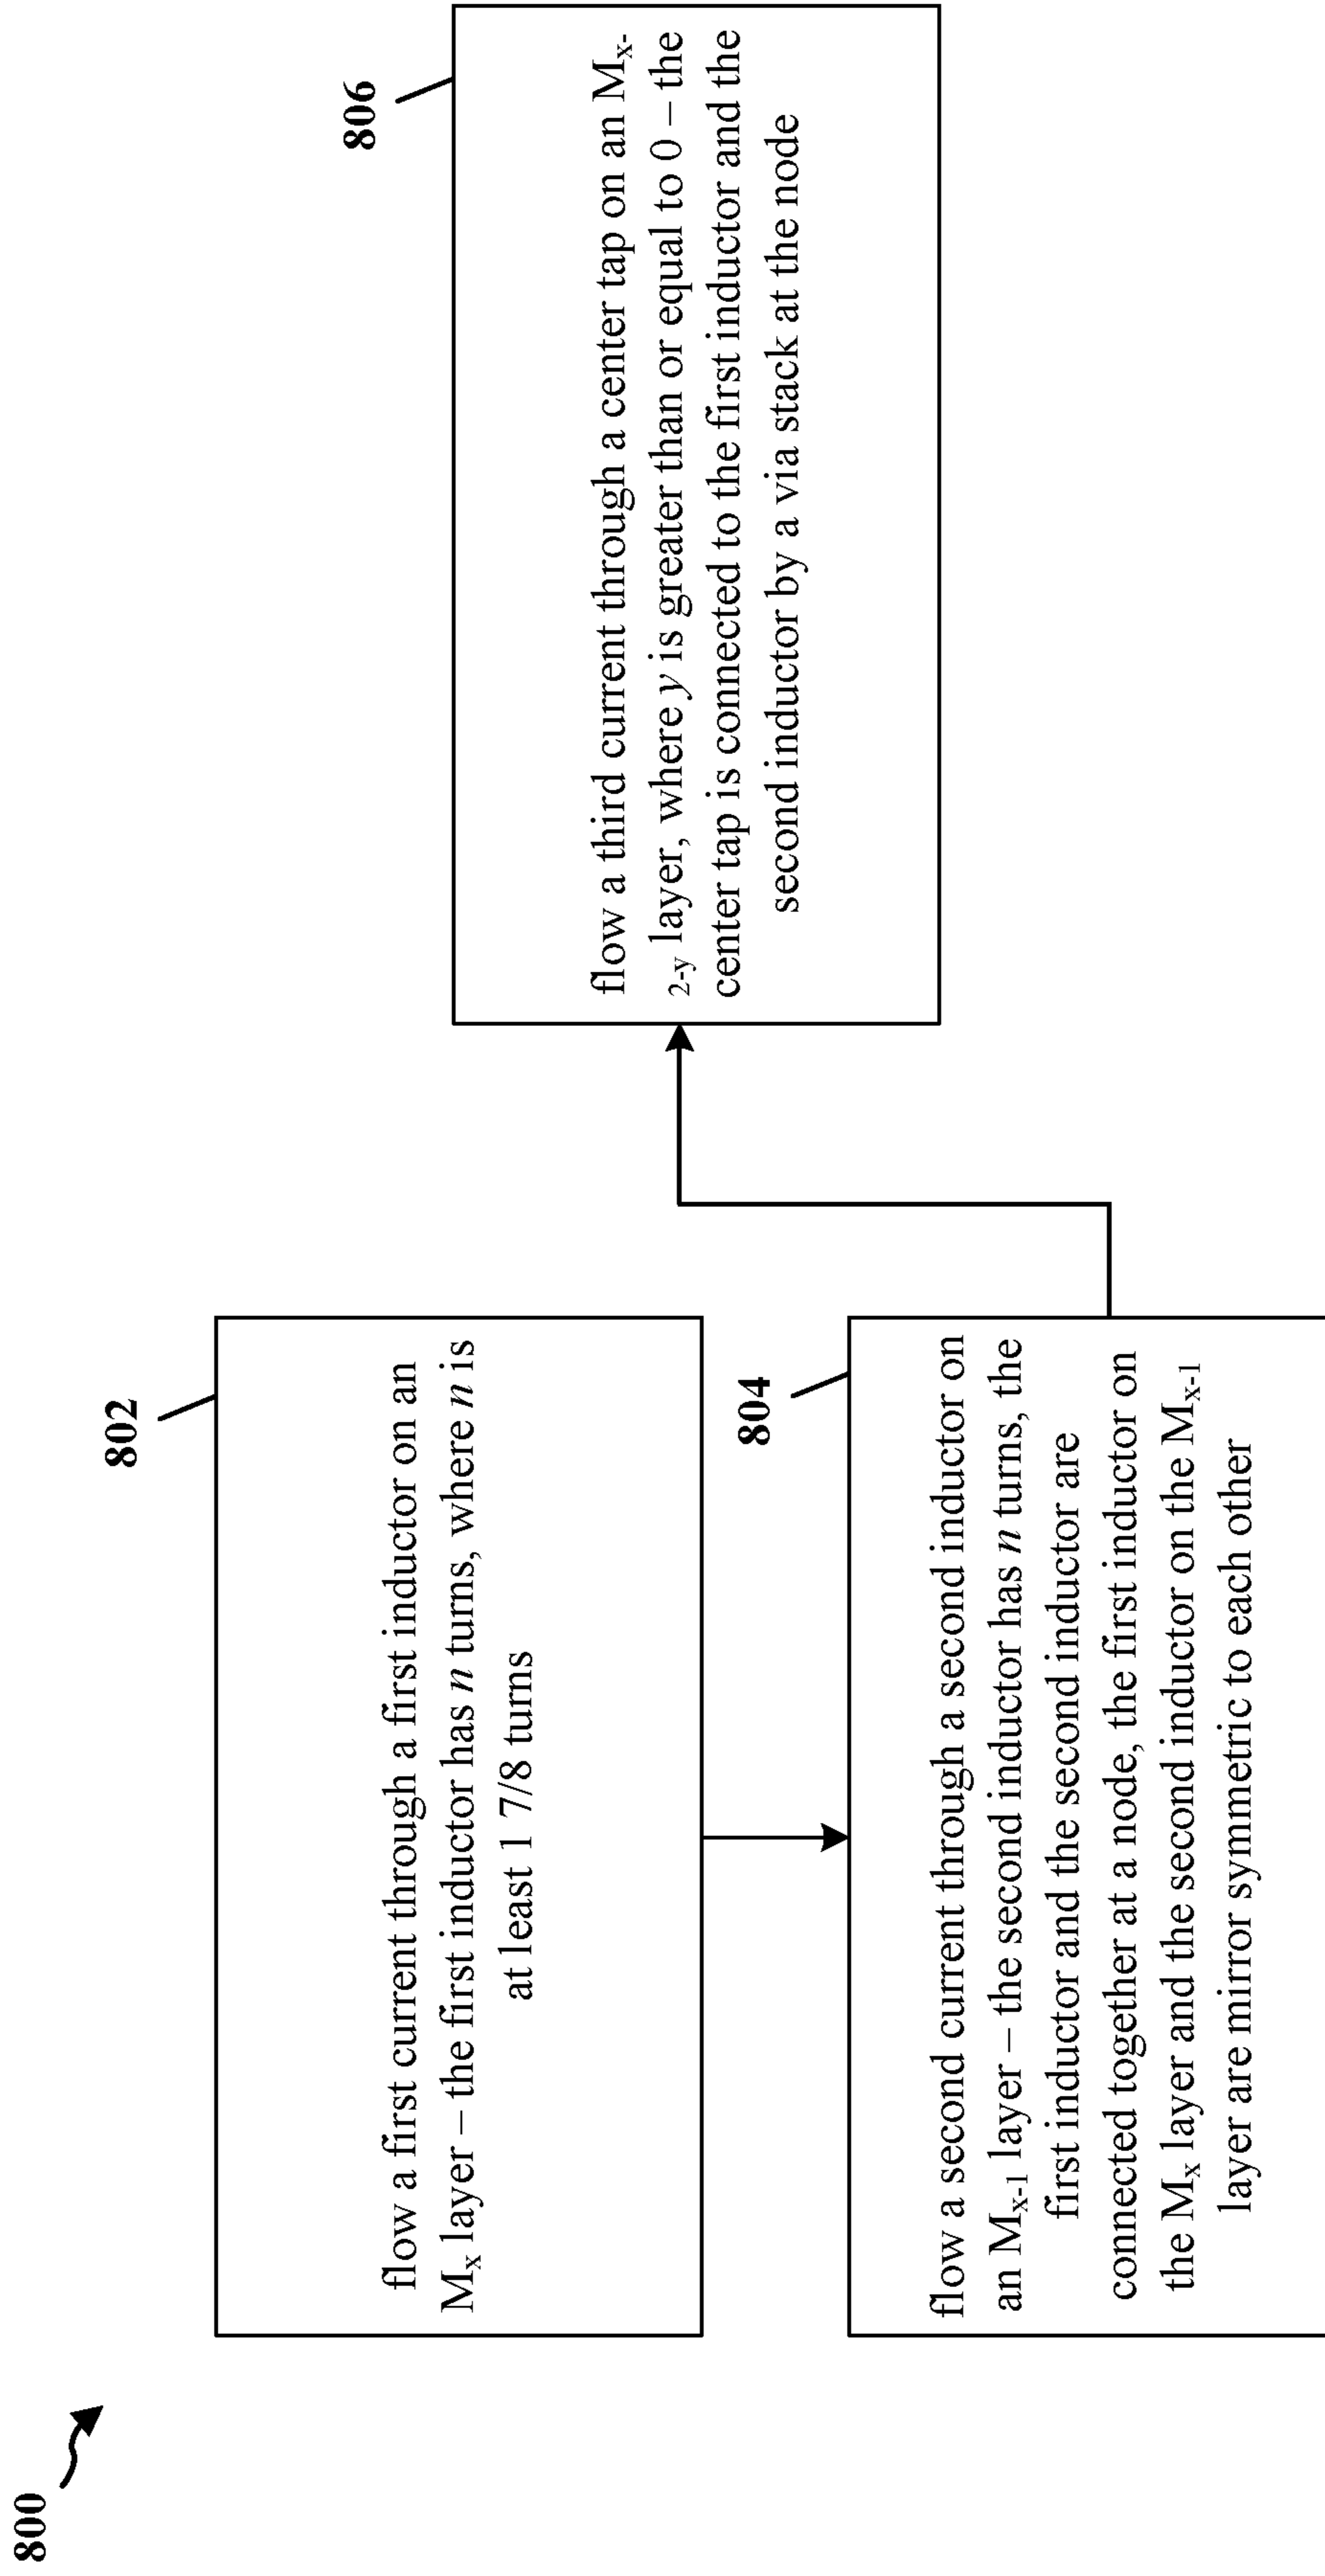 800
802
flow a first current through a first inductor on an
Mₓ layer – the first inductor has n turns, where n is
at least 1 7/8 turns
804
flow a second current through a second inductor on
an Mₓ₋₁ layer – the second inductor has n turns, the
first inductor and the second inductor are
connected together at a node, the first inductor on
the Mₓ layer and the second inductor on the Mₓ₋₁
layer are mirror symmetric to each other
806
flow a third current through a center tap on an Mₓ₋
₂₋y layer, where y is greater than or equal to 0 – the
center tap is connected to the first inductor and the
second inductor by a via stack at the node